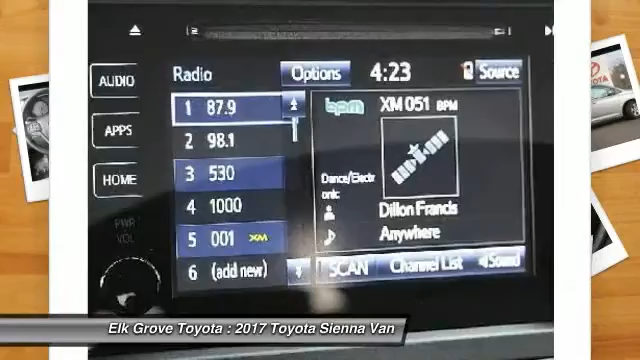 Radio
Options
4:23
Source
AUDIO
APPS
HOME
PWR
VOL
1 87.9
2 98.1
3 530
4 1000
5 001 XM
6 (add new)
bpm
XM 051 BPM
Dance/Electr
onic
Dillon Francis
Anywhere
SCAN
Channel List
Sound
Elk Grove Toyota : 2017 Toyota Sienna Van